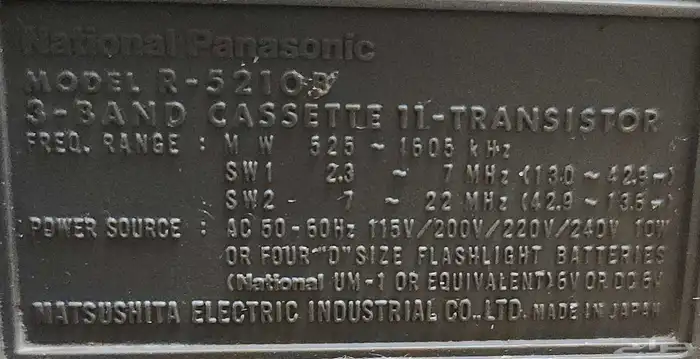 National Panasonic
MODEL R-5210B
3-BAND CASSETTE 11-TRANSISTOR
FREQ. RANGE : MW 525 ~ 1605 kHz
SW1 2.3 ~ 7 MHz (130 ~ 42.9m)
SW2 7 ~ 22 MHz (42.9 ~ 13.6m)
POWER SOURCE : AC 50-60Hz 115V/200V/220V/240V 10W
OR FOUR "D" SIZE FLASHLIGHT BATTERIES
(National UM-1 OR EQUIVALENT) 6V OR DC 6V
MATSUSHITA ELECTRIC INDUSTRIAL CO., LTD. MADE IN JAPAN